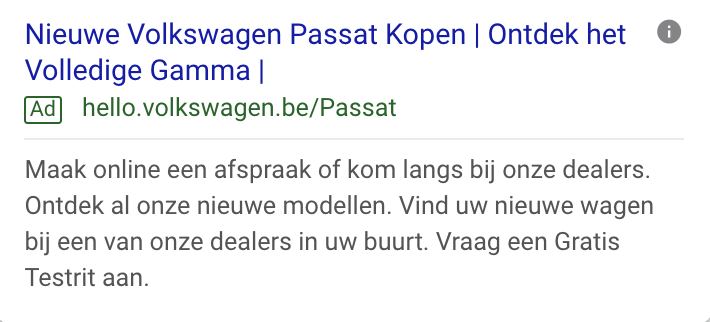 Nieuwe Volkswagen Passat Kopen | Ontdek het
Volledige Gamma |
Ad hello.volkswagen.be/Passat
Maak online een afspraak of kom langs bij onze dealers.
Ontdek al onze nieuwe modellen. Vind uw nieuwe wagen
bij een van onze dealers in uw buurt. Vraag een Gratis
Testrit aan.